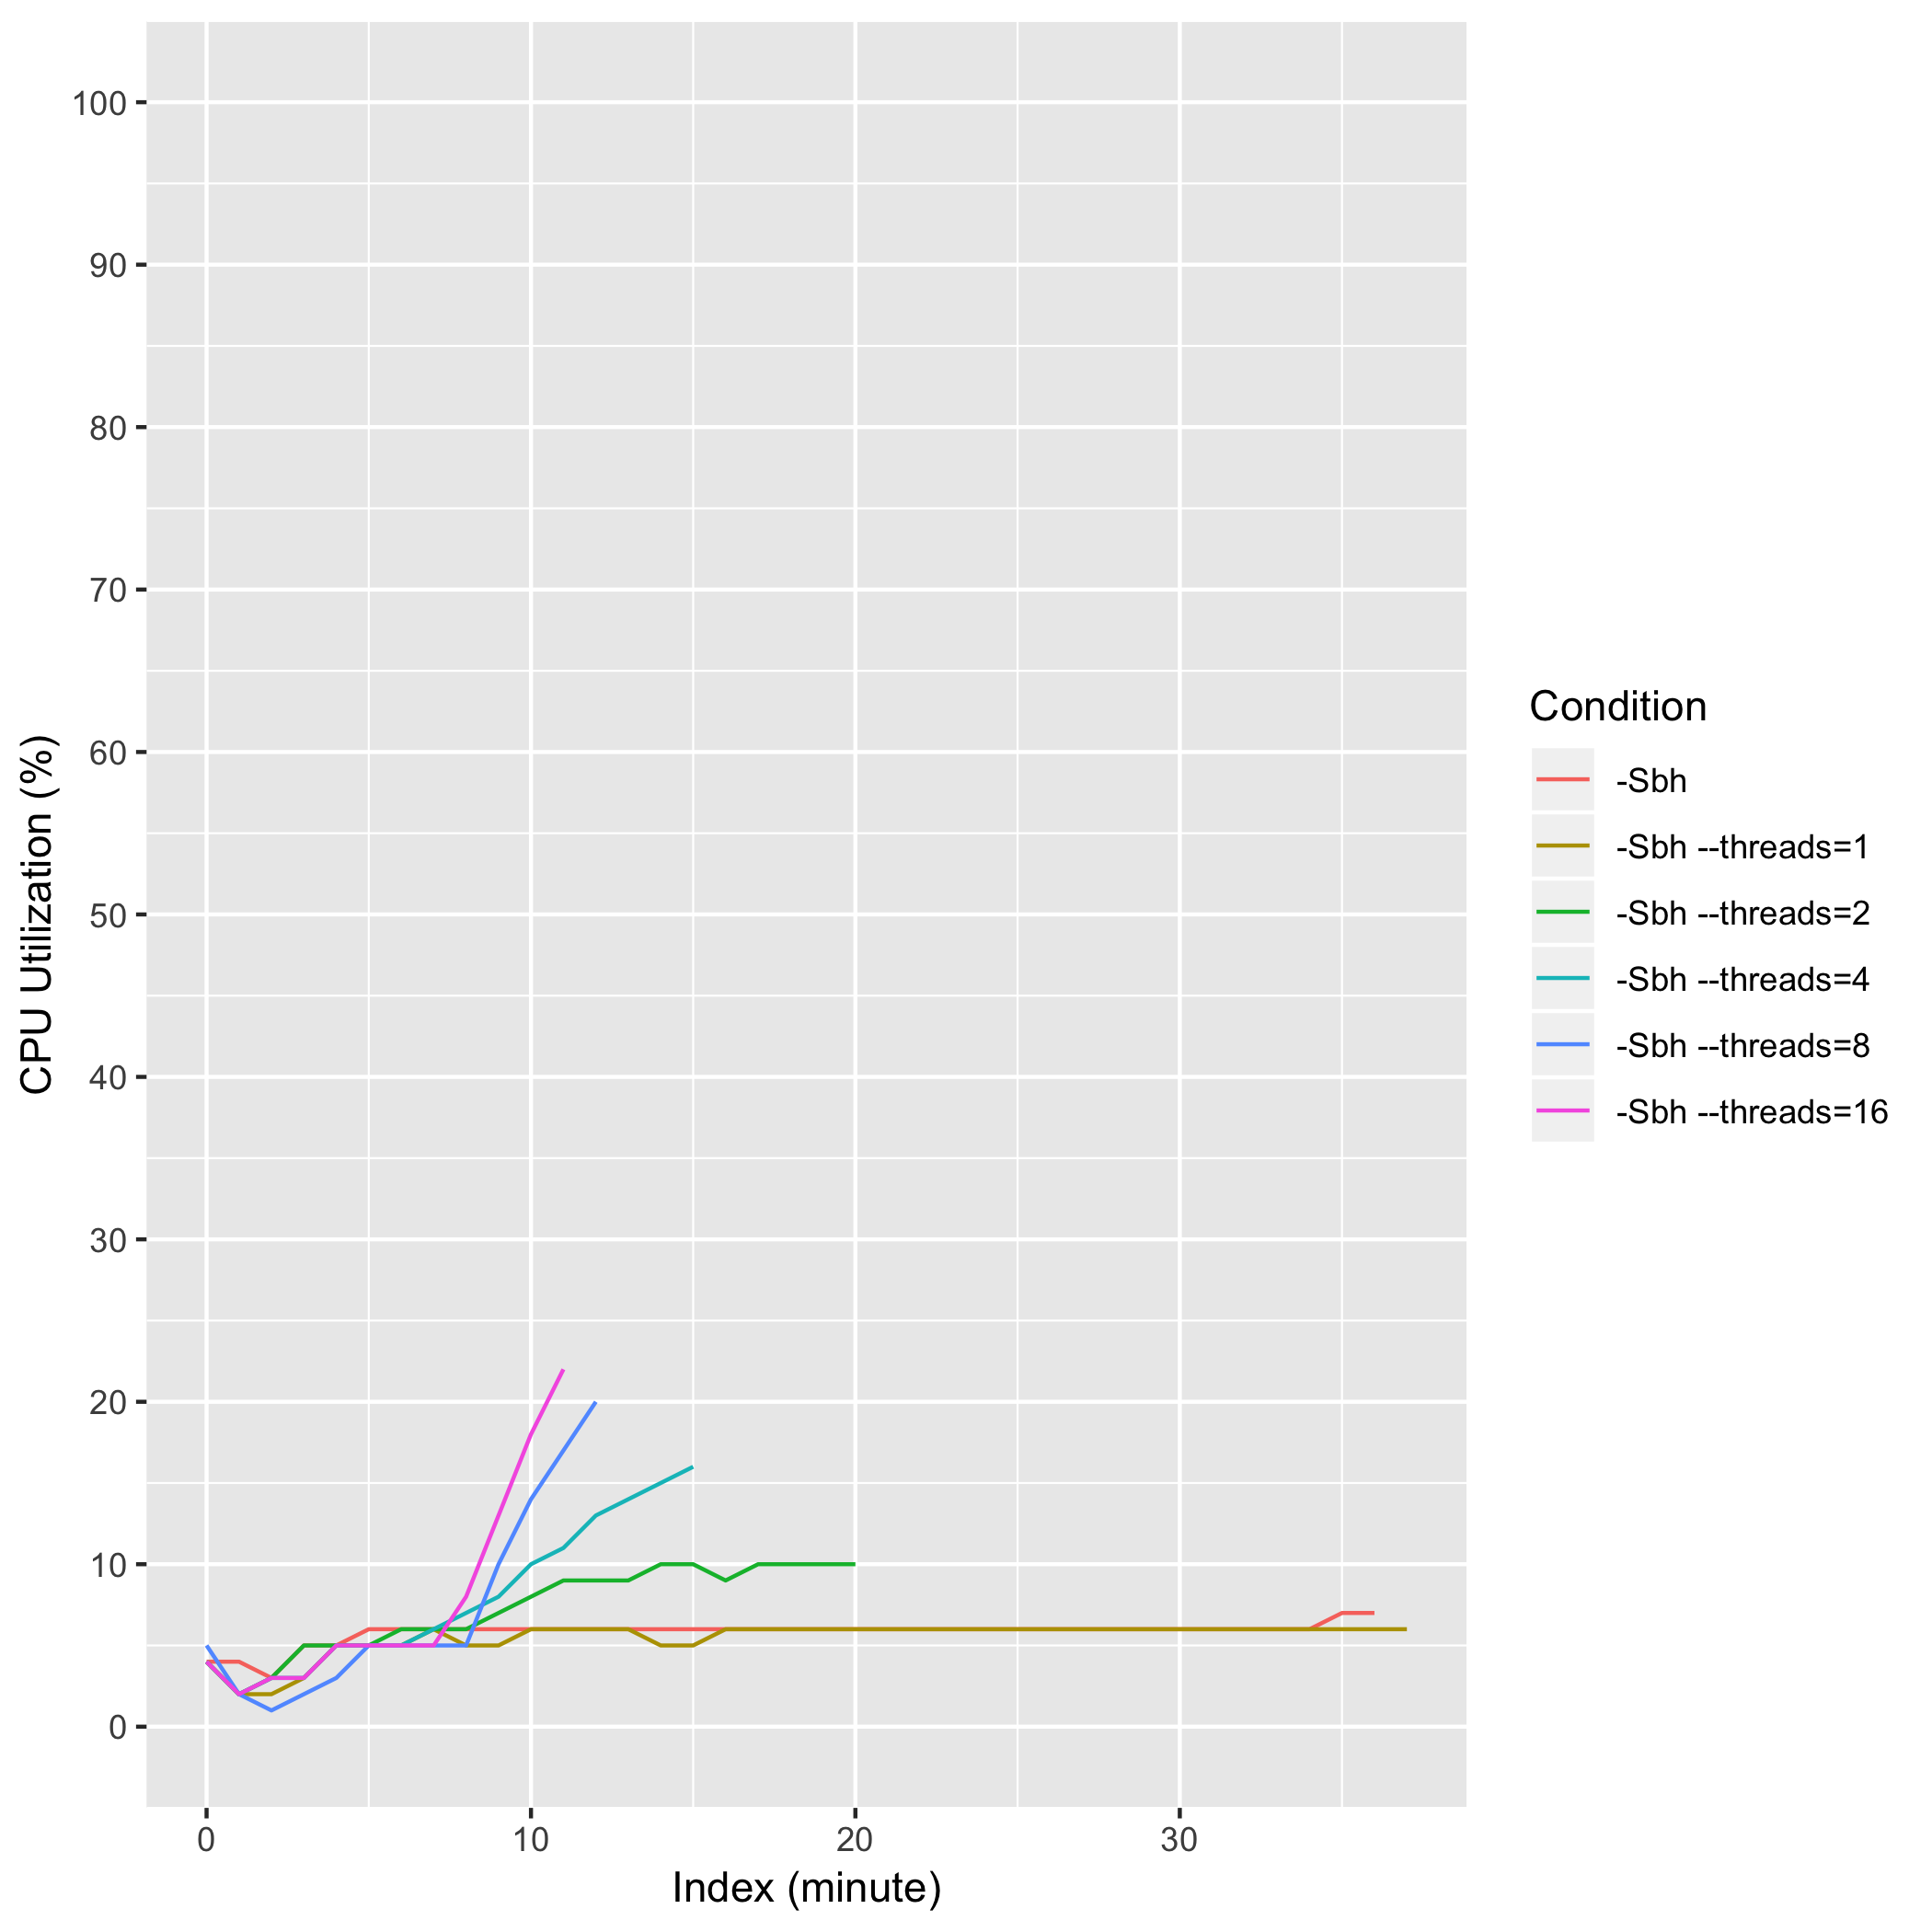 100
90
80
70
60
50
40
30
20
10
0
CPU Utilization (%)
0 10 20 30
Index (minute)
Condition
-Sbh
-Sbh --threads=1
-Sbh --threads=2
-Sbh --threads=4
-Sbh --threads=8
-Sbh --threads=16